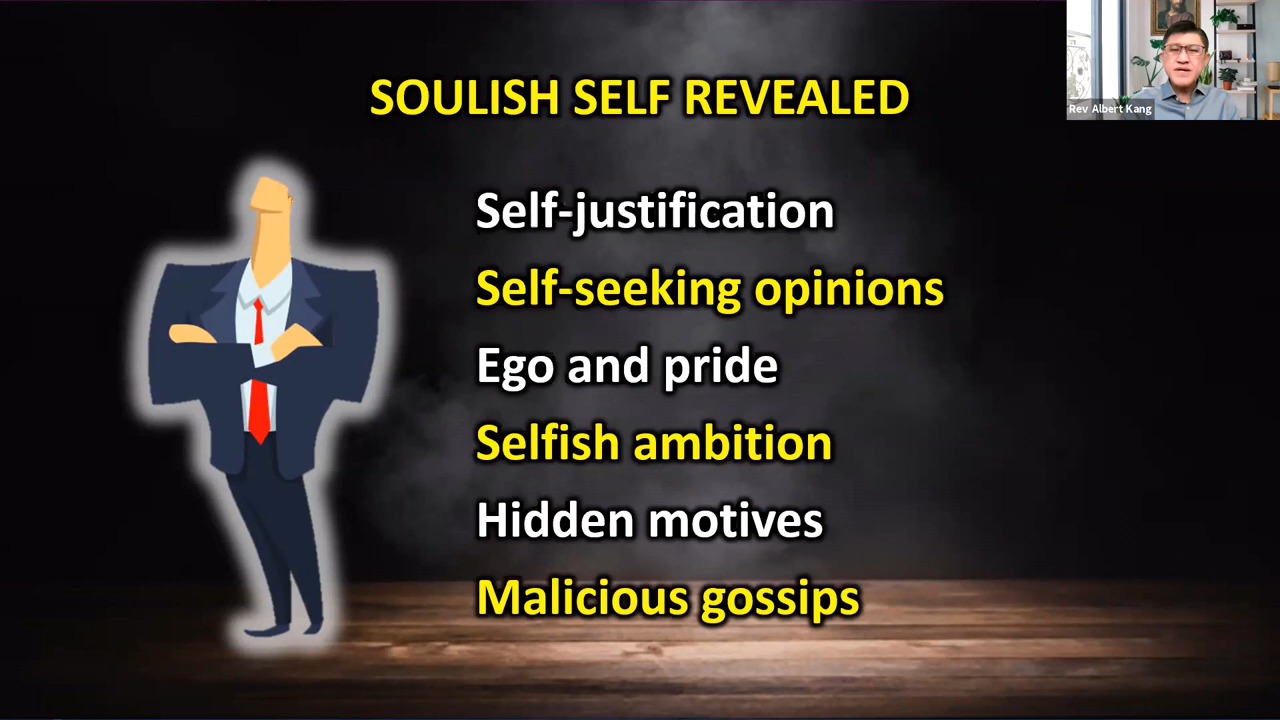 SOULISH SELF REVEALED
Rev Albert Kang
Self-justification
Self-seeking opinions
Ego and pride
Selfish ambition
Hidden motives
Malicious gossips